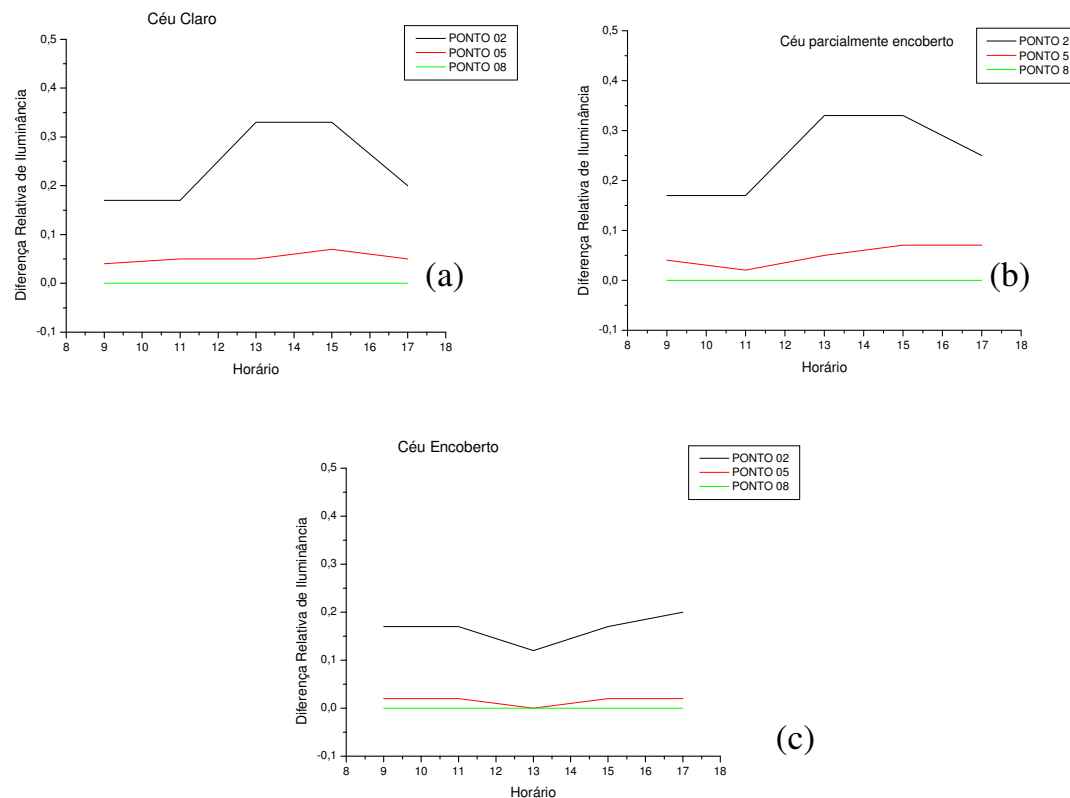 Céu Claro
PONTO 02
PONTO 05
PONTO 08
0,5
0,4
0,3
0,2
0,1
0,0
-0,1
Diferença Relativa de Iluminância
8 9 10 11 13 14 15 16 17 18
Horário
(a)
Céu parcialmente encoberto
PONTO 2
PONTO 5
PONTO 8
0,5
0,4
0,3
0,2
0,1
0,0
-0,1
Diferença Relativa de Iluminância
8 9 10 11 13 14 15 16 17 18
Horário
(b)
Céu Encoberto
PONTO 02
PONTO 05
PONTO 08
0,5
0,4
0,3
0,2
0,1
0,0
-0,1
Diferença Relativa de Iluminância
8 9 10 11 12 13 14 15 16 17 18
Horário
(c)